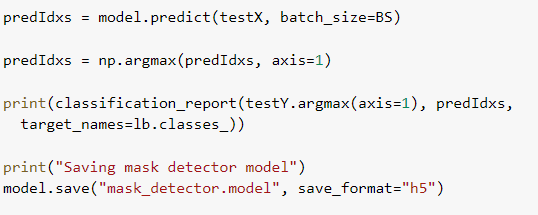 predIdxs = model.predict(testX, batch_size=BS)
predIdxs = np.argmax(predIdxs, axis=1)
print(classification_report(testY.argmax(axis=1), predIdxs,
  target_names=lb.classes_))
print("Saving mask detector model")
model.save("mask_detector.model", save_format="h5")